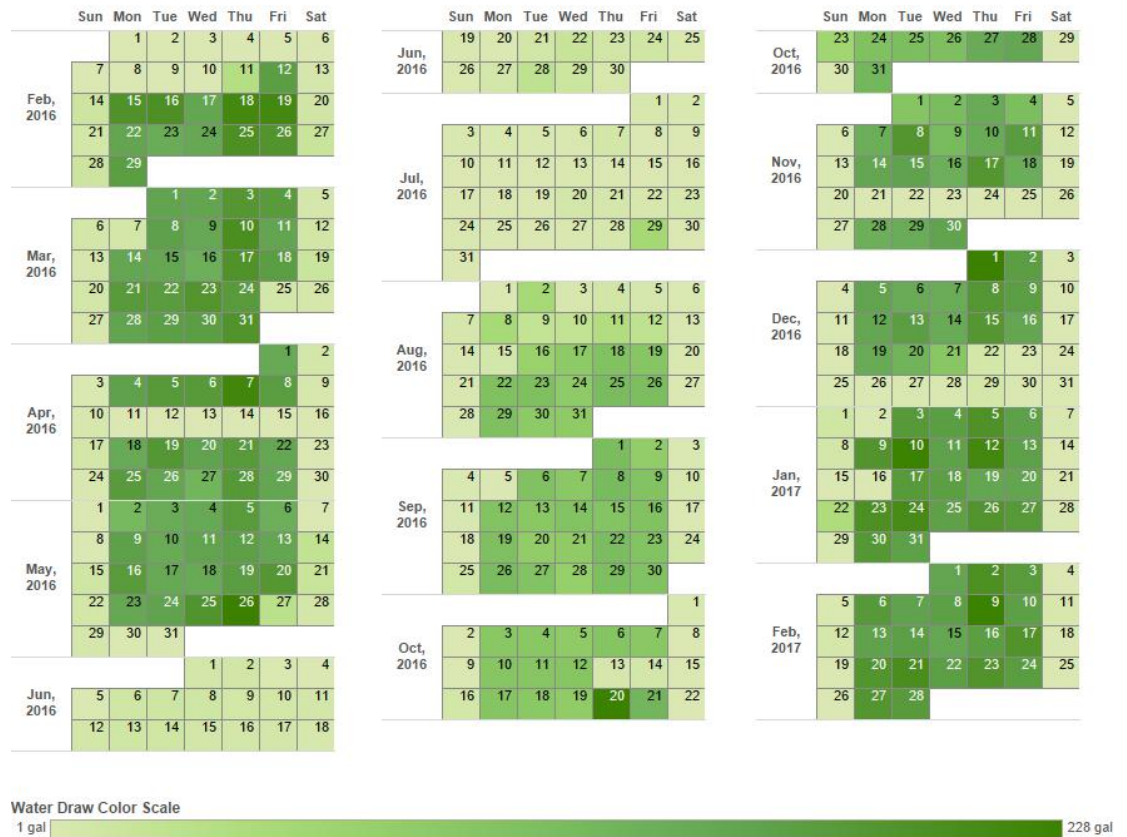 Sun Mon Tue Wed Thu Fri Sat
Feb,
2016
1 2 3 4 5 6
7 8 9 10 11 12 13
14 15 16 17 18 19 20
21 22 23 24 25 26 27
28 29
Mar,
2016
1 2 3 4 5
6 7 8 9 10 11 12
13 14 15 16 17 18 19
20 21 22 23 24 25 26
27 28 29 30 31
Apr,
2016
1 2
3 4 5 6 7 8 9
10 11 12 13 14 15 16
17 18 19 20 21 22 23
24 25 26 27 28 29 30
May,
2016
1 2 3 4 5 6 7
8 9 10 11 12 13 14
15 16 17 18 19 20 21
22 23 24 25 26 27 28
29 30 31
Jun,
2016
1 2 3 4
5 6 7 8 9 10 11
12 13 14 15 16 17 18
Sun Mon Tue Wed Thu Fri Sat
Jun,
2016
19 20 21 22 23 24 25
26 27 28 29 30
Jul,
2016
1 2
3 4 5 6 7 8 9
10 11 12 13 14 15 16
17 18 19 20 21 22 23
24 25 26 27 28 29 30
31
Aug,
2016
1 2 3 4 5 6
7 8 9 10 11 12 13
14 15 16 17 18 19 20
21 22 23 24 25 26 27
28 29 30 31
Sep,
2016
1 2 3
4 5 6 7 8 9 10
11 12 13 14 15 16 17
18 19 20 21 22 23 24
25 26 27 28 29 30
Oct,
2016
1
2 3 4 5 6 7 8
9 10 11 12 13 14 15
16 17 18 19 20 21 22
Sun Mon Tue Wed Thu Fri Sat
Oct,
2016
23 24 25 26 27 28 29
30 31
Nov,
2016
1 2 3 4 5
6 7 8 9 10 11 12
13 14 15 16 17 18 19
20 21 22 23 24 25 26
27 28 29 30
Dec,
2016
1 2 3
4 5 6 7 8 9 10
11 12 13 14 15 16 17
18 19 20 21 22 23 24
25 26 27 28 29 30 31
Jan,
2017
1 2 3 4 5 6 7
8 9 10 11 12 13 14
15 16 17 18 19 20 21
22 23 24 25 26 27 28
29 30 31
Feb,
2017
1 2 3 4
5 6 7 8 9 10 11
12 13 14 15 16 17 18
19 20 21 22 23 24 25
26 27 28
Water Draw Color Scale
1 gal 228 gal